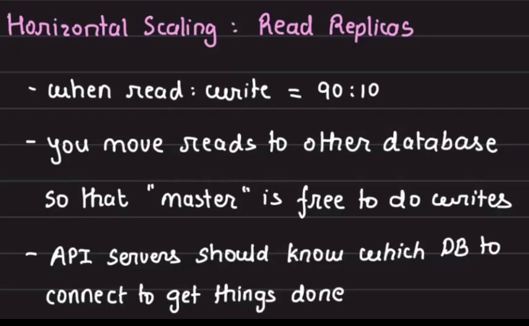 Horizontal Scaling : Read Replicas
- when read : write = 90:10
- you move reads to other database
so that "master" is free to do writes
- API servers should know which DB to
connect to get things done